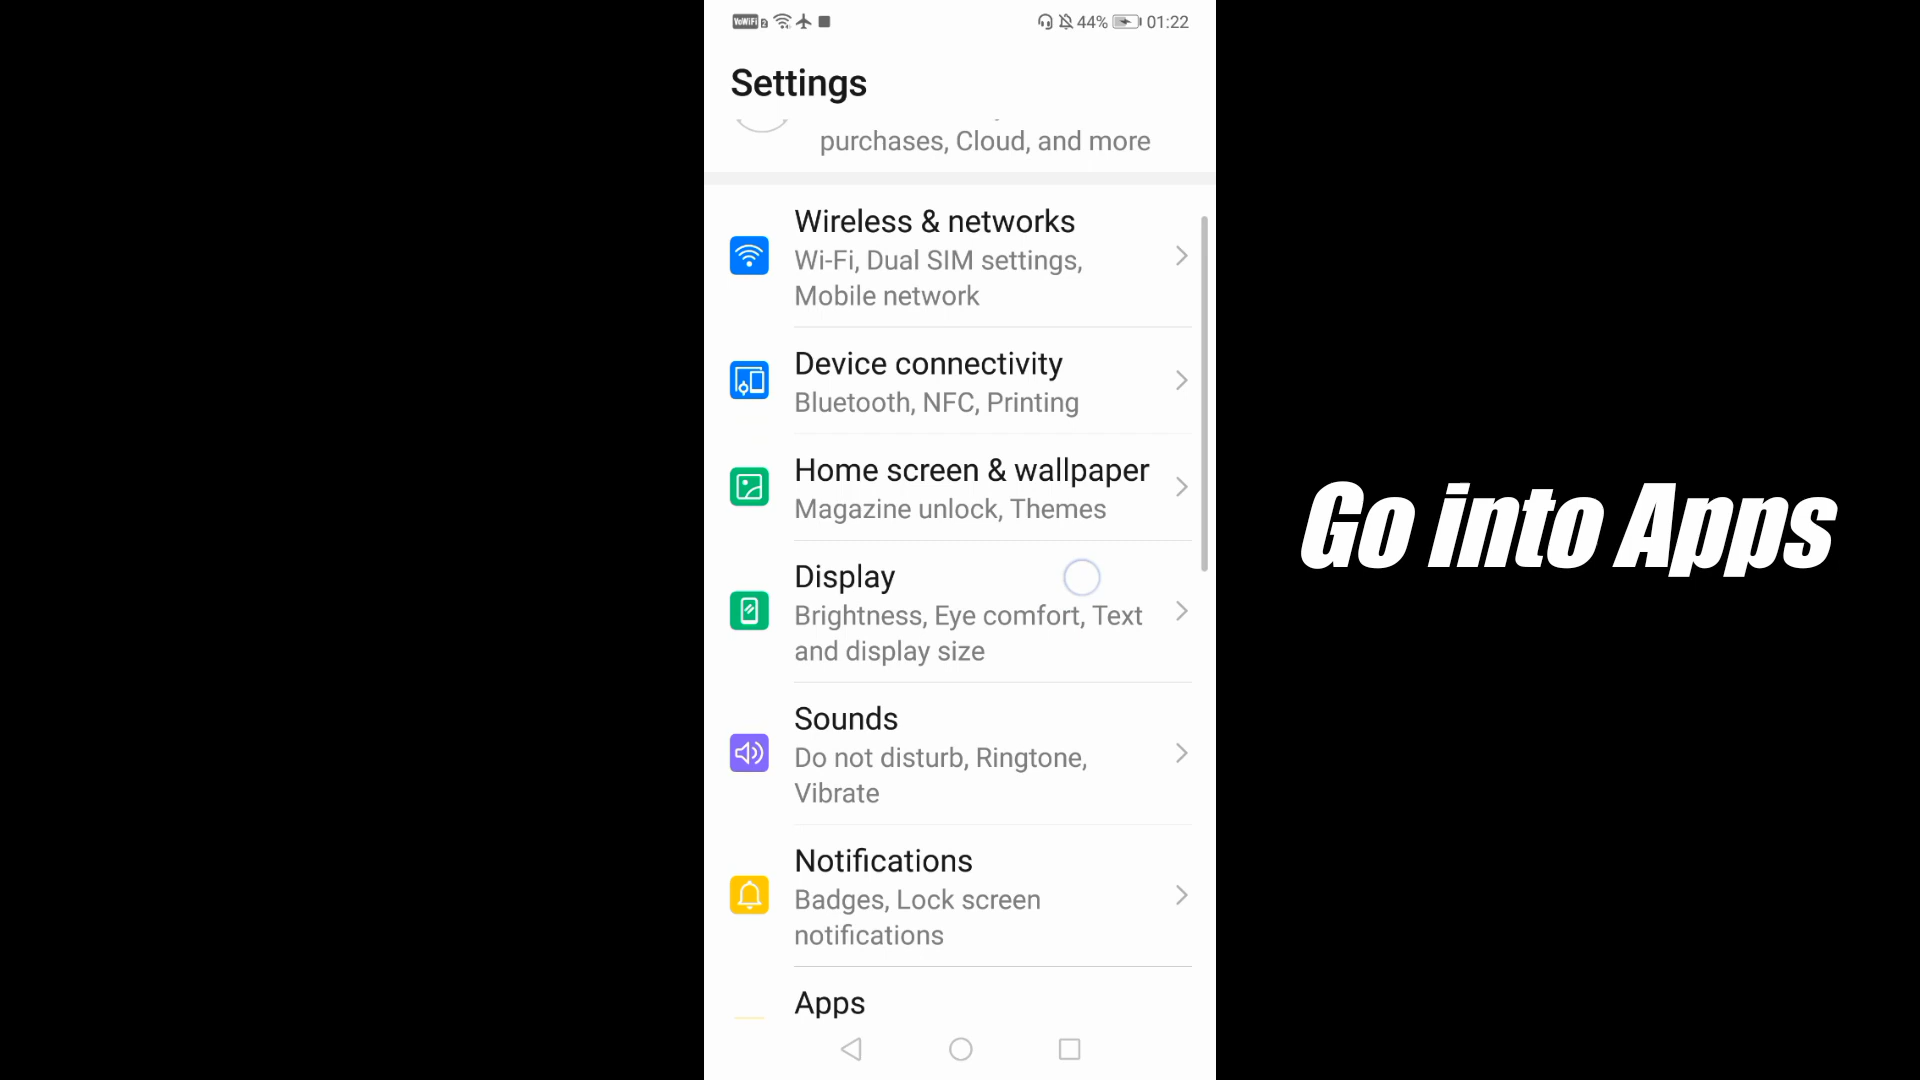 VoWiFi 2 44% 01:22
Settings
purchases, Cloud, and more
Wireless & networks
Wi-Fi, Dual SIM settings,
Mobile network
Device connectivity
Bluetooth, NFC, Printing
Home screen & wallpaper
Magazine unlock, Themes
Display
Brightness, Eye comfort, Text
and display size
Sounds
Do not disturb, Ringtone,
Vibrate
Notifications
Badges, Lock screen
notifications
Apps
Go into Apps